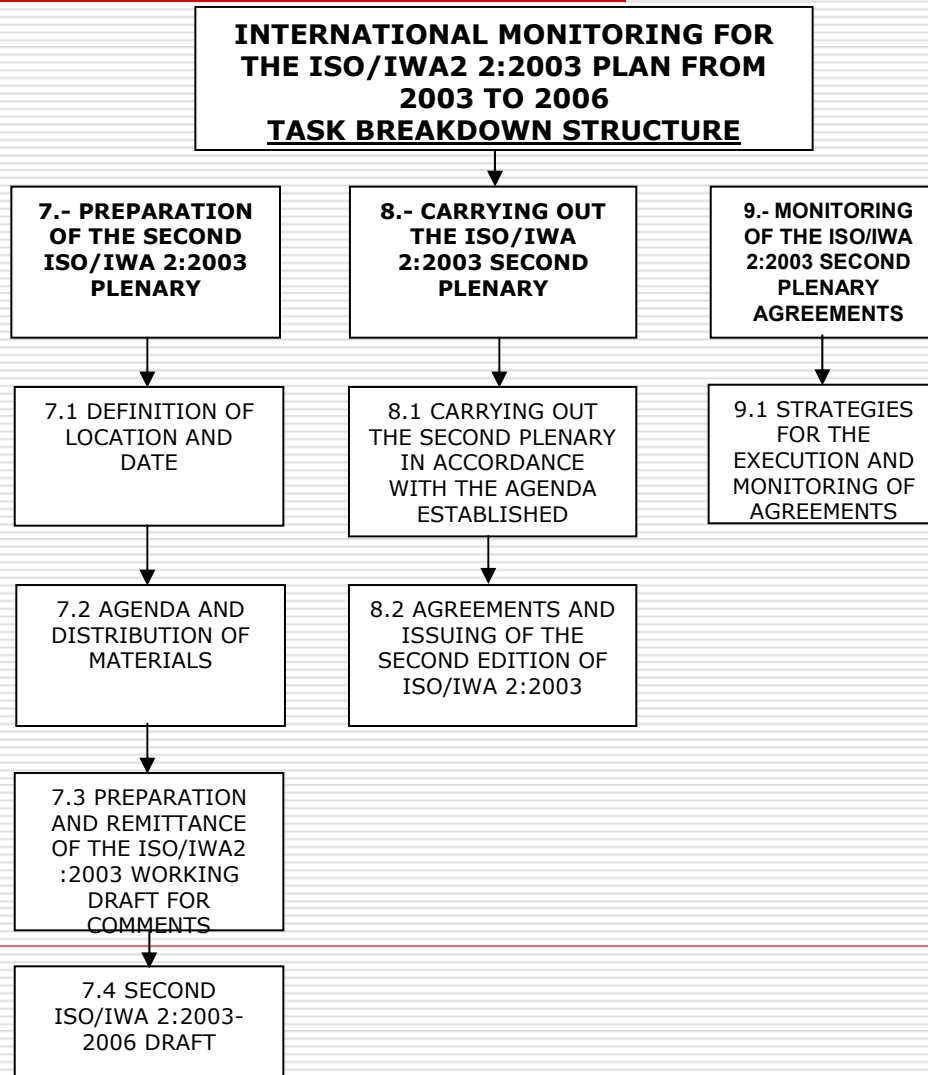 INTERNATIONAL MONITORING FOR
THE ISO/IWA2 2:2003 PLAN FROM
2003 TO 2006
TASK BREAKDOWN STRUCTURE
7.- PREPARATION
OF THE SECOND
ISO/IWA 2:2003
PLENARY
8.- CARRYING OUT
THE ISO/IWA
2:2003 SECOND
PLENARY
9.- MONITORING
OF THE ISO/IWA
2:2003 SECOND
PLENARY
AGREEMENTS
7.1 DEFINITION OF
LOCATION AND
DATE
8.1 CARRYING OUT
THE SECOND PLENARY
IN ACCORDANCE
WITH THE AGENDA
ESTABLISHED
9.1 STRATEGIES
FOR THE
EXECUTION AND
MONITORING OF
AGREEMENTS
7.2 AGENDA AND
DISTRIBUTION OF
MATERIALS
8.2 AGREEMENTS AND
ISSUING OF THE
SECOND EDITION OF
ISO/IWA 2:2003
7.3 PREPARATION
AND REMITTANCE
OF THE ISO/IWA2
:2003 WORKING
DRAFT FOR
COMMENTS
7.4 SECOND
ISO/IWA 2:2003-
2006 DRAFT